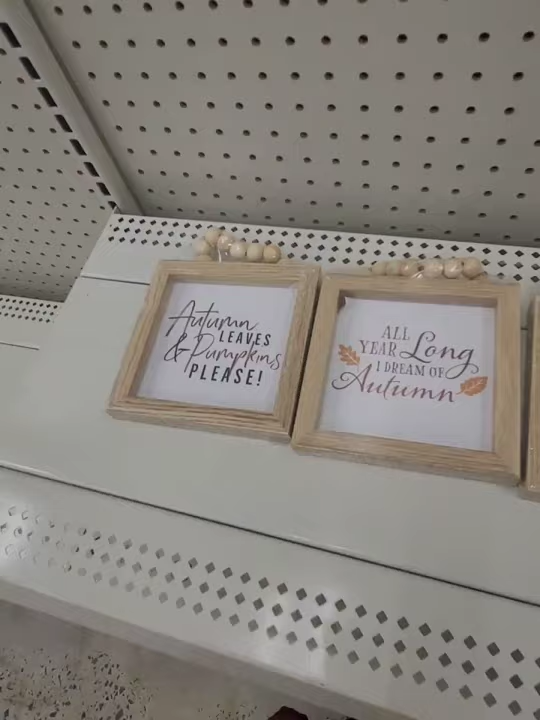 Autumn
LEAVES
& Pumpkins
PLEASE!
ALL
YEAR Long
I DREAM OF
Autumn